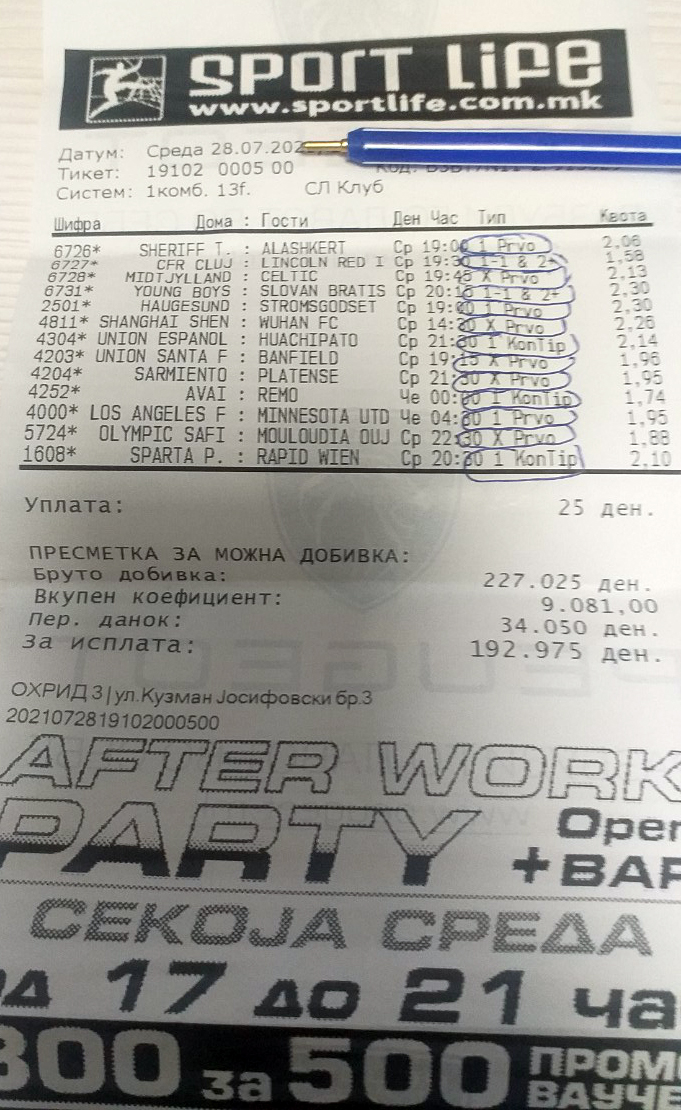 SPORT LIFE
www.sportlife.com.mk
Датум: Среда 28.07.202
Тикет: 19102 0005 00
Систем: 1комб. 13f. СЛ Клуб
Шифра Дома : Гости Ден Час Тип Квота
6726* SHERIFF T. : ALASHKERT Ср 19:00 1 Prvo 2,06
6727* CFR CLUJ : LINCOLN RED I Ср 19:30 1-1 & 2+ 1,58
6728* MIDTJYLLAND : CELTIC Ср 19:45 X Prvo 2,13
6731* YOUNG BOYS : SLOVAN BRATIS Ср 20:15 1-1 & 2+ 2,30
2501* HAUGESUND : STROMSGODSET Ср 19:00 1 Prvo 2,30
4811* SHANGHAI SHEN : WUHAN FC Ср 14:30 X Prvo 2,26
4304* UNION ESPANOL : HUACHIPATO Ср 21:30 1 KonTip 2,14
4203* UNION SANTA F : BANFIELD Ср 19:15 X Prvo 1,96
4204* SARMIENTO : PLATENSE Ср 21:30 X Prvo 1,95
4252* AVAI : REMO Че 00:00 1 KonTip 1,74
4000* LOS ANGELES F : MINNESOTA UTD Че 04:30 1 Prvo 1,95
5724* OLYMPIC SAFI : MOULOUDIA OUJ Ср 22:30 X Prvo 1,88
1608* SPARTA P. : RAPID WIEN Ср 20:30 1 KonTip 2,10
Уплата: 25 ден.
ПРЕСМЕТКА ЗА МОЖНА ДОБИВКА:
Бруто добивка: 227.025 ден.
Вкупен коефициент: 9.081,00
Пер. данок: 34.050 ден.
За исплата: 192.975 ден.
ОХРИД 3|ул.Кузман Јосифовски бр.3
2021072819102000500
AFTER WORK
PARTY Oper
+ВАР
СЕКОЈА СРЕДА
17 ДО 21 ча
300 за 500 ПРОМО
ВАУЧЕ